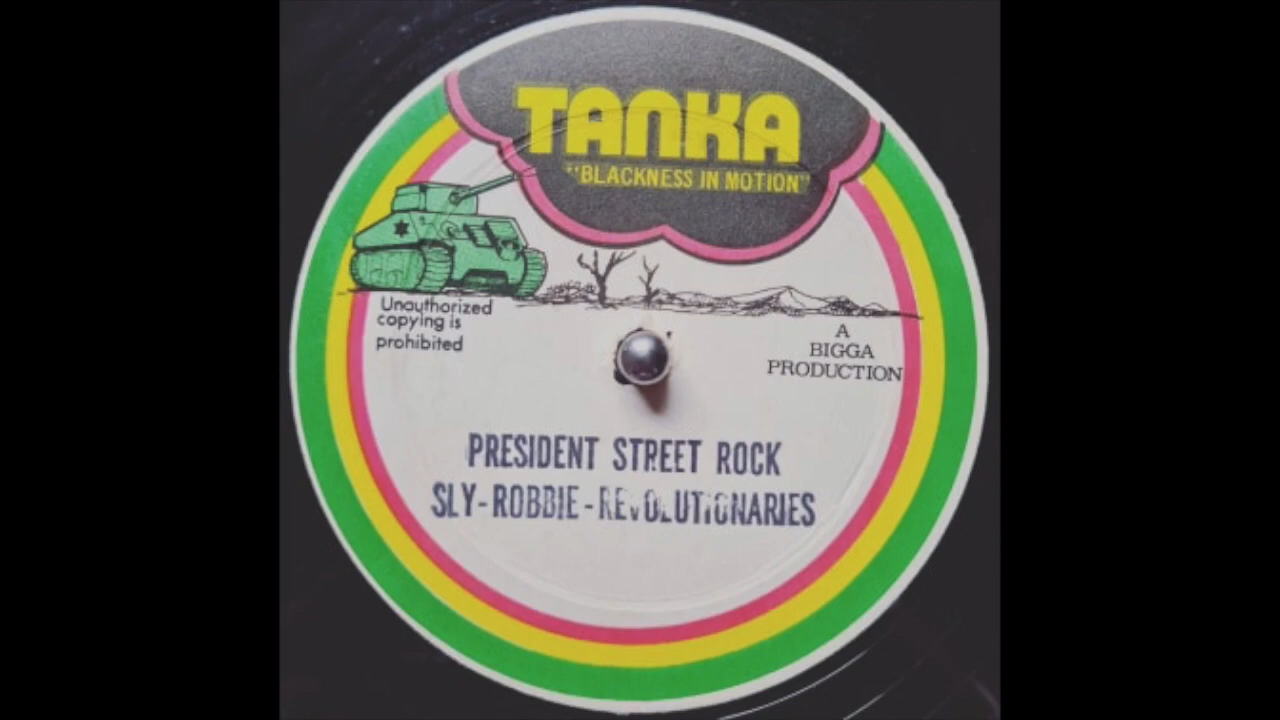 TANKA
"BLACKNESS IN MOTION"
Unauthorized
copying is
prohibited
A
BIGGA
PRODUCTION
PRESIDENT STREET ROCK
SLY-ROBBIE-REVOLUTIONARIES